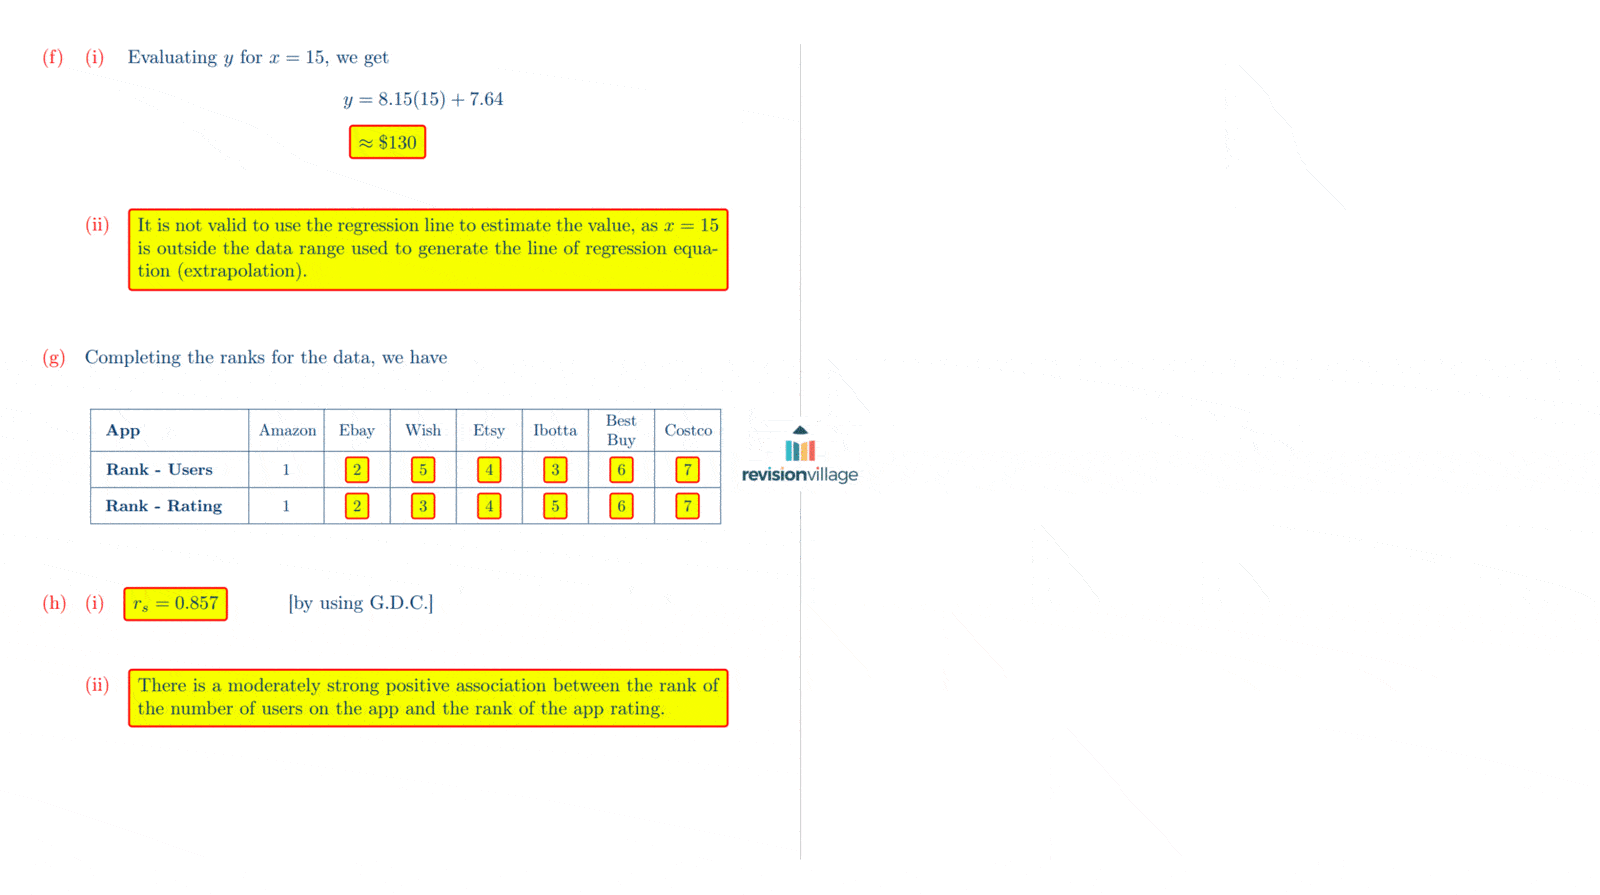 (f) (i) Evaluating y for x = 15, we get
y = 8.15(15) + 7.64
≈ $130
(ii) It is not valid to use the regression line to estimate the value, as x = 15
is outside the data range used to generate the line of regression equa-
tion (extrapolation).
(g) Completing the ranks for the data, we have
App Amazon Ebay Wish Etsy Ibotta Best Buy Costco
Rank - Users 1 2 5 4 3 6 7
Rank - Rating 1 2 3 4 5 6 7
revisionvillage
(h) (i) rₛ = 0.857 [by using G.D.C.]
(ii) There is a moderately strong positive association between the rank of
the number of users on the app and the rank of the app rating.